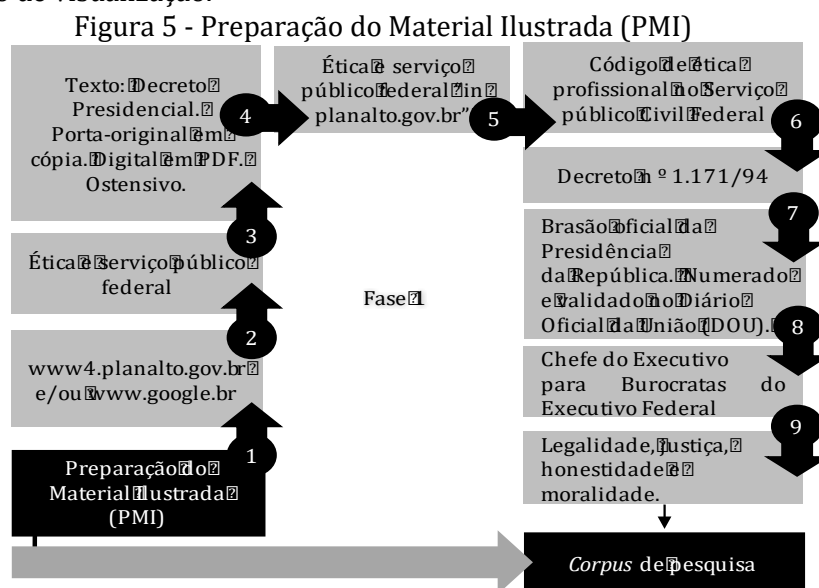 Figura 5 - Preparação do Material Ilustrada (PMI)
Texto: Decreto
Presidencial.
Porta-original em
cópia. Digital em PDF.
Ostensivo.
4
Ética e serviço
público federal "in
planalto.gov.br"
5
Código de ética
profissional no Serviço
público Civil Federal
6
Decreto n º 1.171/94
7
Brasão oficial da
Presidência
da República. Numerado
e validado no Diário
Oficial da União (DOU).
8
3
Ética e serviço público
federal
Fase 1
2
www4.planalto.gov.br
e/ou www.google.br
Chefe do Executivo
para Burocratas do
Executivo Federal
9
1
Preparação do
Material Ilustrada
(PMI)
Legalidade, justiça,
honestidade e
moralidade.
Corpus de pesquisa